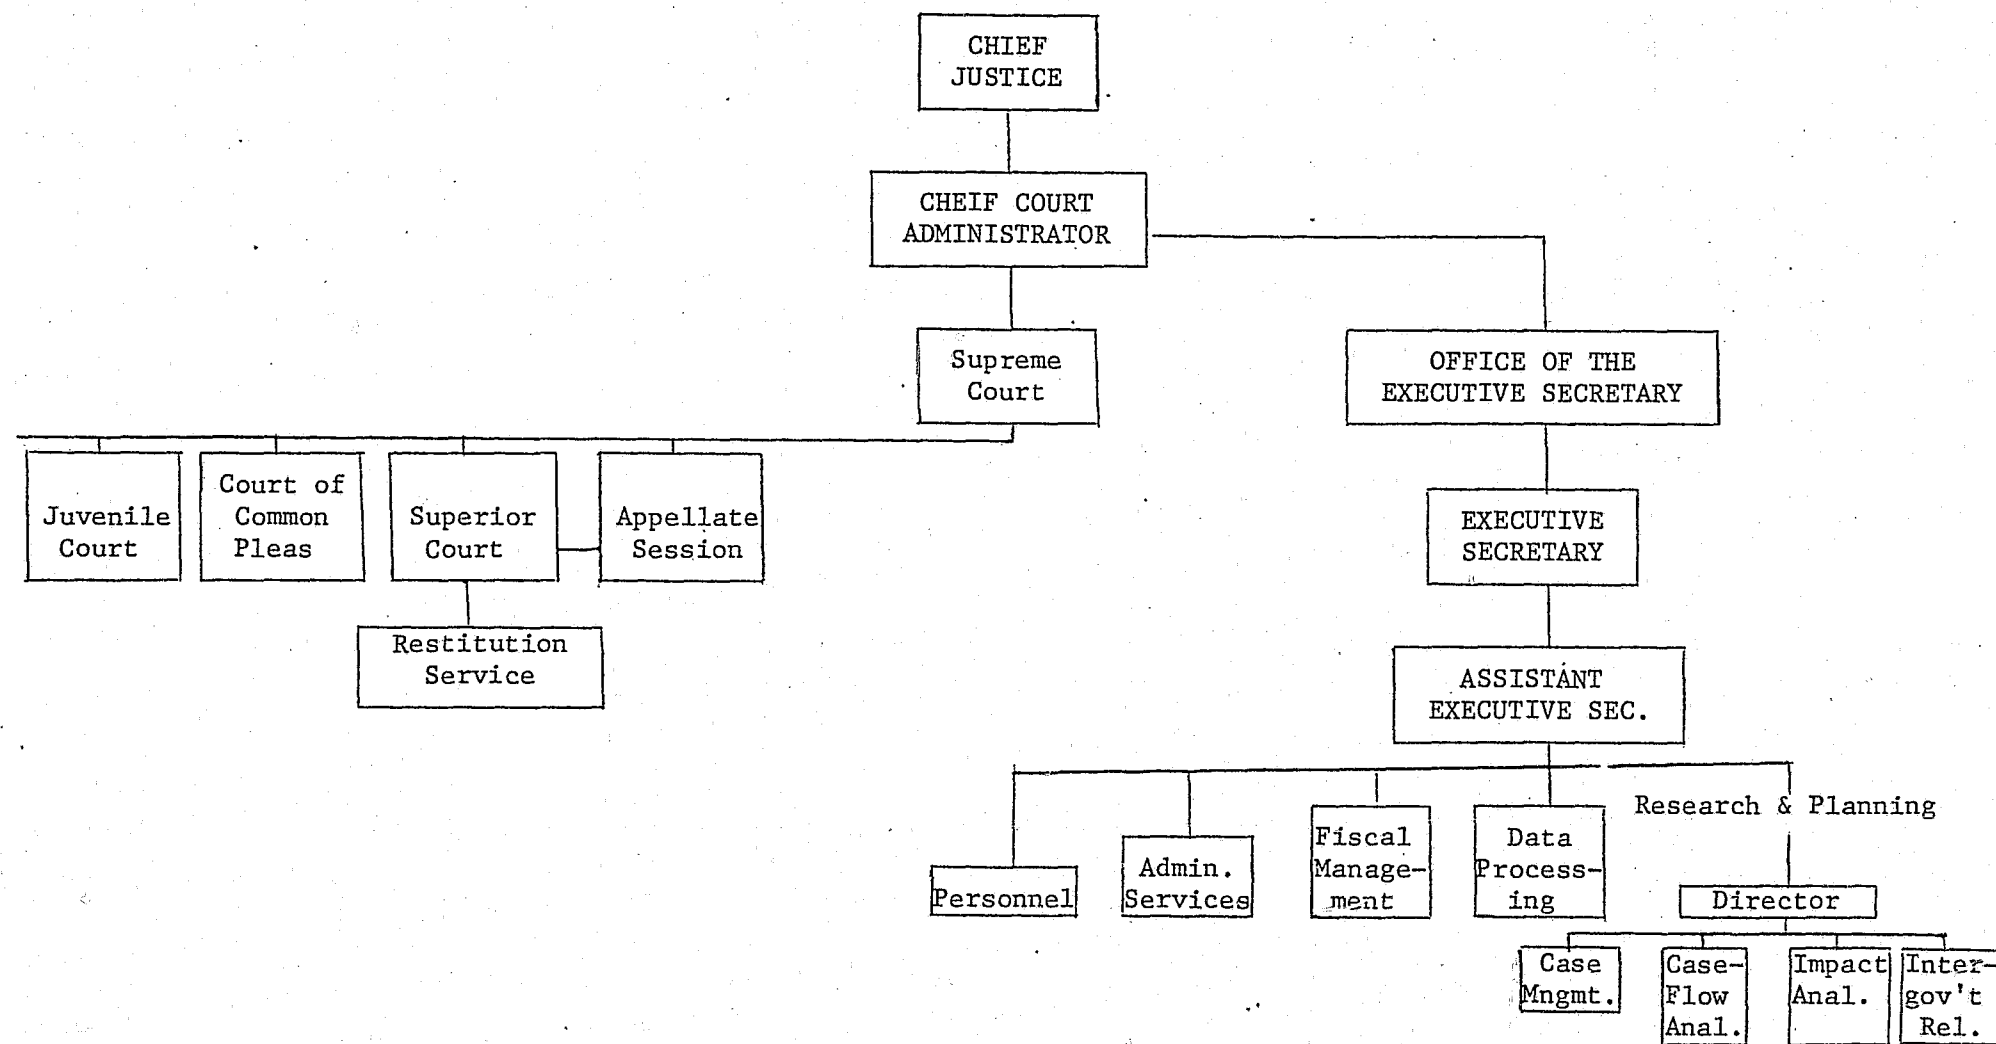 CHIEF
JUSTICE
CHEIF COURT
ADMINISTRATOR
Supreme
Court
OFFICE OF THE
EXECUTIVE SECRETARY
Juvenile
Court
Court of
Common
Pleas
Superior
Court
Appellate
Session
Restitution
Service
EXECUTIVE
SECRETARY
ASSISTANT
EXECUTIVE SEC.
Personnel
Admin.
Services
Fiscal
Manage-
ment
Data
Process-
ing
Research & Planning
Director
Case
Mngmt.
Case-
Flow
Anal.
Impact
Anal.
Inter-
gov't
Rel.